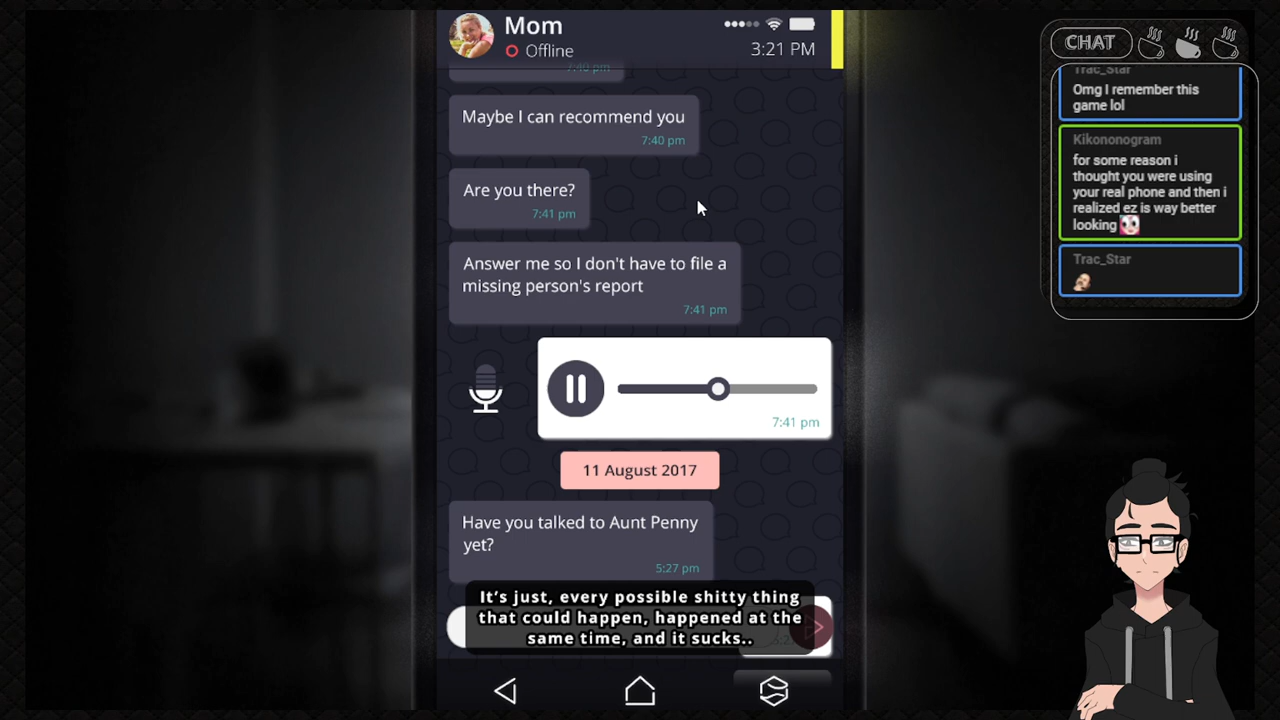 Mom
Offline
3:21 PM
7:40 pm
Maybe I can recommend you
7:40 pm
Are you there?
7:41 pm
Answer me so I don't have to file a
missing person's report
7:41 pm
7:41 pm
11 August 2017
Have you talked to Aunt Penny
yet?
5:27 pm
It's just, every possible shitty thing
that could happen, happened at the
same time, and it sucks..
CHAT
Trac_Star
Omg I remember this
game lol
Kikononogram
for some reason i
thought you were using
your real phone and then i
realized ez is way better
looking
Trac_Star